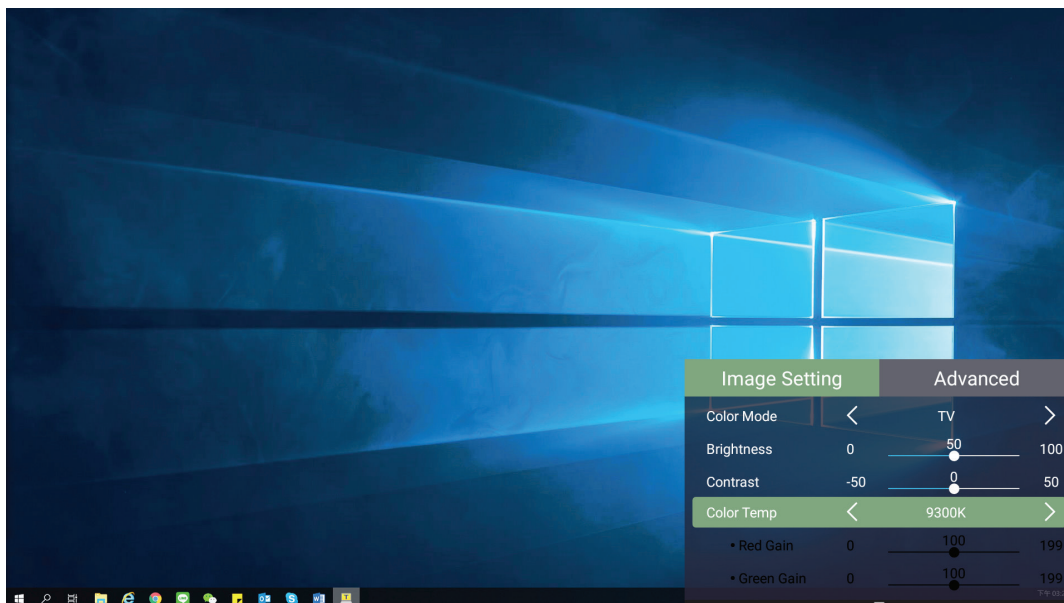 Image Setting Advanced
Color Mode TV
Brightness 0 50 100
Contrast -50 0 50
Color Temp 9300K
• Red Gain 0 100 199
• Green Gain 0 100 199